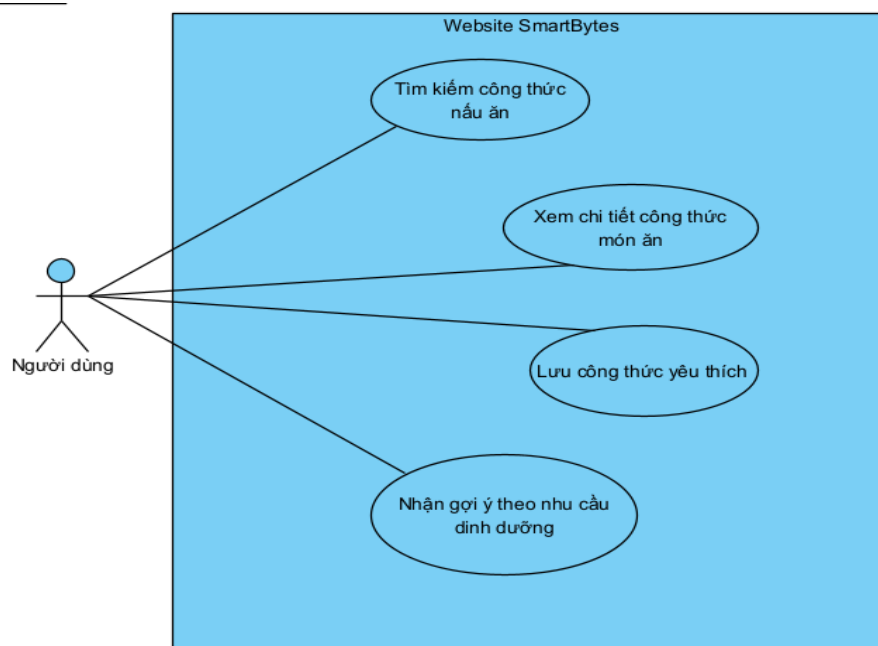 Website SmartBytes
Tìm kiếm công thức
nấu ăn
Xem chi tiết công thức
món ăn
Người dùng
Lưu công thức yêu thích
Nhận gợi ý theo nhu cầu
dinh dưỡng